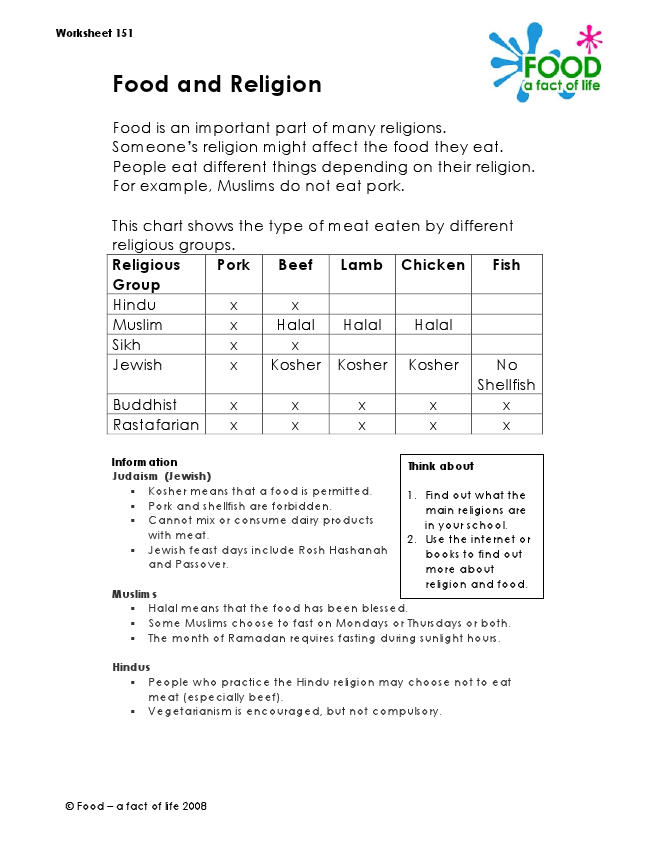 Worksheet 151
FOOD
a fact of life
Food and Religion
Food is an important part of many religions.
Someone's religion might affect the food they eat.
People eat different things depending on their religion.
For example, Muslims do not eat pork.
This chart shows the type of meat eaten by different
religious groups.
Religious Group Pork Beef Lamb Chicken Fish
Hindu x x
Muslim x Halal Halal Halal
Sikh x x
Jewish x Kosher Kosher Kosher No Shellfish
Buddhist x x x x x
Rastafarian x x x x x
Information
Judaism (Jewish)
▪ Kosher means that a food is permitted.
▪ Pork and shellfish are forbidden.
▪ Cannot mix or consume dairy products
with meat.
▪ Jewish feast days include Rosh Hashanah
and Passover.
Think about
1. Find out what the
main religions are
in your school.
2. Use the internet or
books to find out
more about
religion and food.
Muslims
▪ Halal means that the food has been blessed.
▪ Some Muslims choose to fast on Mondays or Thursdays or both.
▪ The month of Ramadan requires fasting during sunlight hours.
Hindus
▪ People who practice the Hindu religion may choose not to eat
meat (especially beef).
▪ Vegetarianism is encouraged, but not compulsory.
© Food – a fact of life 2008